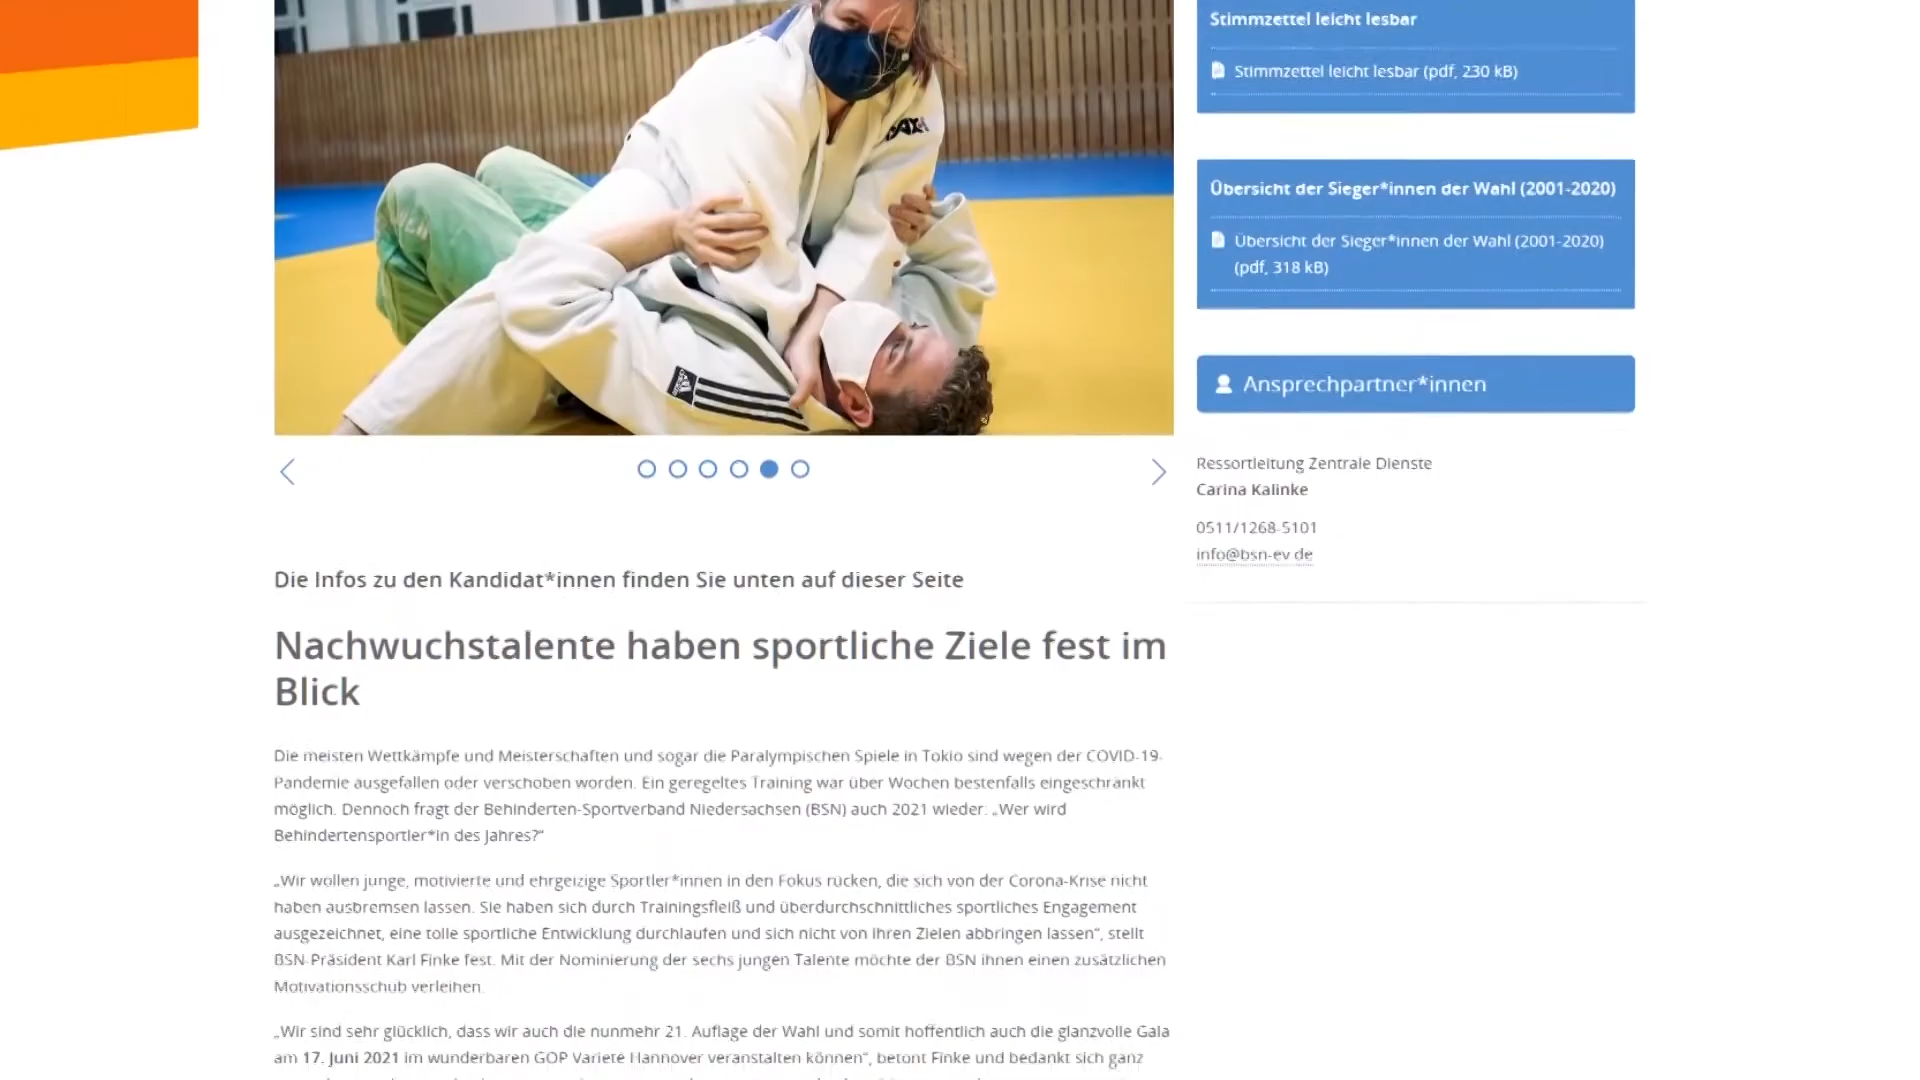 Stimmzettel leicht lesbar
Stimmzettel leicht lesbar (pdf, 230 kB)
Übersicht der Sieger*innen der Wahl (2001-2020)
Übersicht der Sieger*innen der Wahl (2001-2020)
(pdf, 318 kB)
Ansprechpartner*innen
Ressortleitung Zentrale Dienste
Carina Kalinke
0511/1268-5101
info@bsn-ev.de
Die Infos zu den Kandidat*innen finden Sie unten auf dieser Seite
Nachwuchstalente haben sportliche Ziele fest im
Blick
Die meisten Wettkämpfe und Meisterschaften und sogar die Paralympischen Spiele in Tokio sind wegen der COVID-19-
Pandemie ausgefallen oder verschoben worden. Ein geregeltes Training war über Wochen bestenfalls eingeschränkt
möglich. Dennoch fragt der Behinderten-Sportverband Niedersachsen (BSN) auch 2021 wieder: „Wer wird
Behindertensportler*in des Jahres?“
„Wir wollen junge, motivierte und ehrgeizige Sportler*innen in den Fokus rücken, die sich von der Corona-Krise nicht
haben ausbremsen lassen. Sie haben sich durch Trainingsfleiß und überdurchschnittliches sportliches Engagement
ausgezeichnet, eine tolle sportliche Entwicklung durchlaufen und sich nicht von ihren Zielen abbringen lassen“, stellt
BSN-Präsident Karl Finke fest. Mit der Nominierung der sechs jungen Talente möchte der BSN ihnen einen zusätzlichen
Motivationsschub verleihen.
„Wir sind sehr glücklich, dass wir auch die nunmehr 21. Auflage der Wahl und somit hoffentlich auch die glanzvolle Gala
am 17. Juni 2021 im wunderbaren GOP Varieté Hannover veranstalten können“, betont Finke und bedankt sich ganz